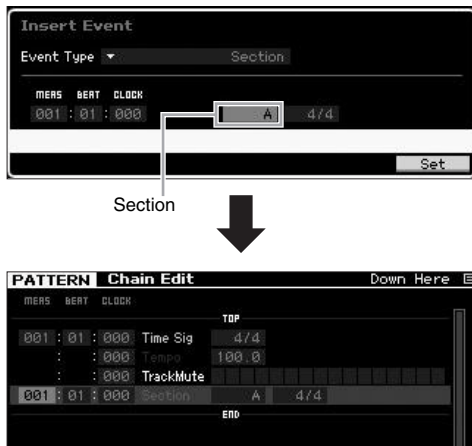 Insert Event
Event Type Section
MEAS BEAT CLOCK
001 : 01 : 000 A 4/4
Set
Section
PATTERN Chain Edit Down Here
MEAS BEAT CLOCK
TOP
001 : 01 : 000 Time Sig 4/4
: : 000 Tempo 100.0
: : 000 TrackMute
001 : 01 : 000 Section A 4/4
END